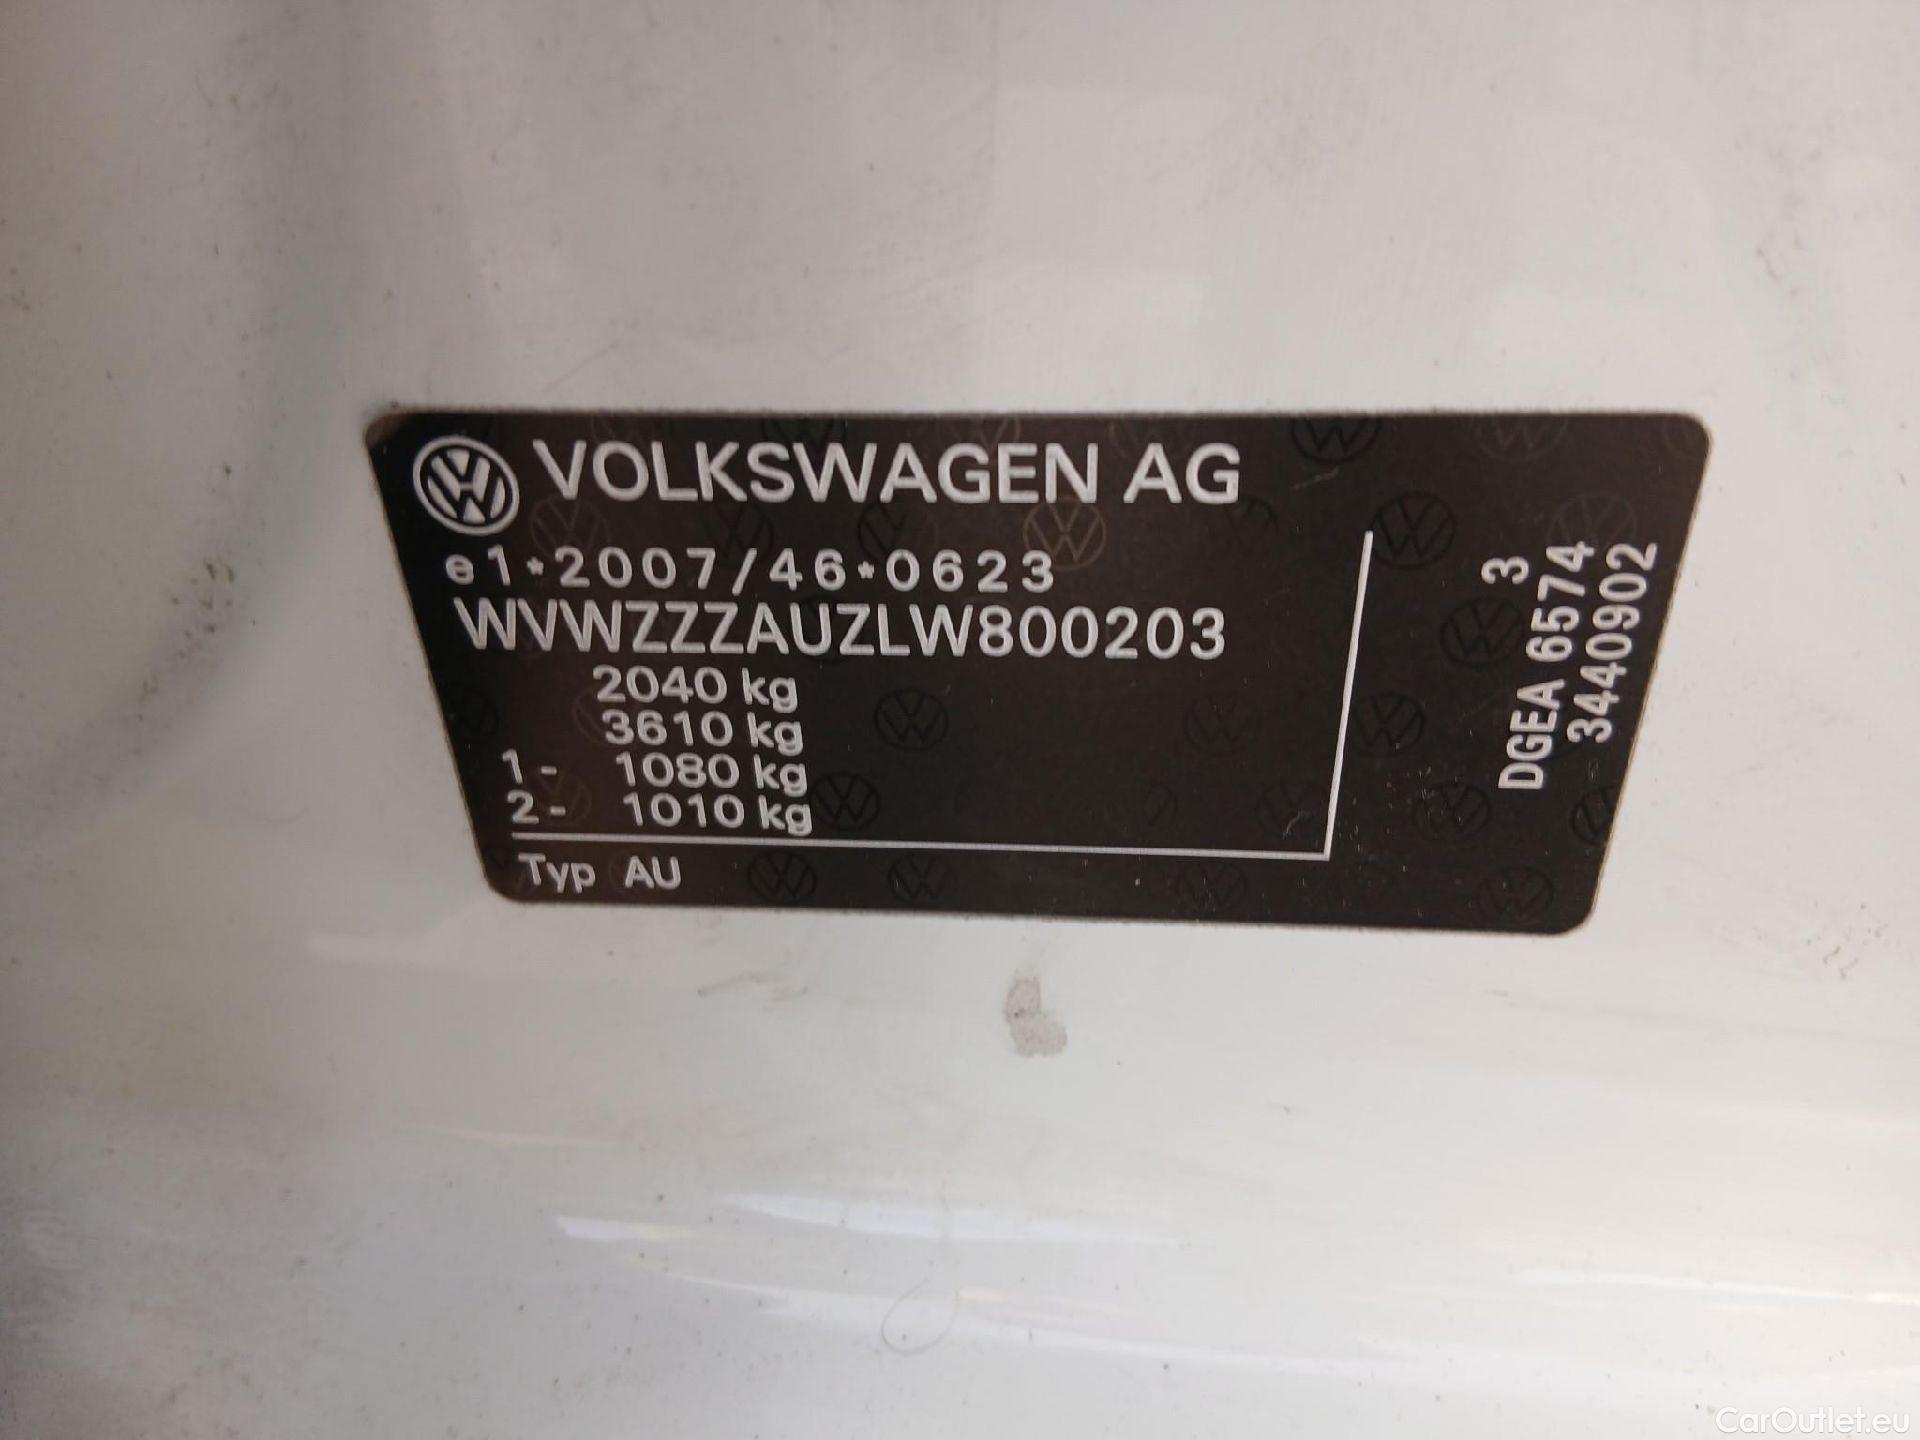 VOLKSWAGEN AG
e1*2007/46*0623
WVWZZZAUZLW800203
2040 kg
3610 kg
1- 1080 kg
2- 1010 kg
Typ AU
3
DGEA 6574
3440902
CarOutlet.eu